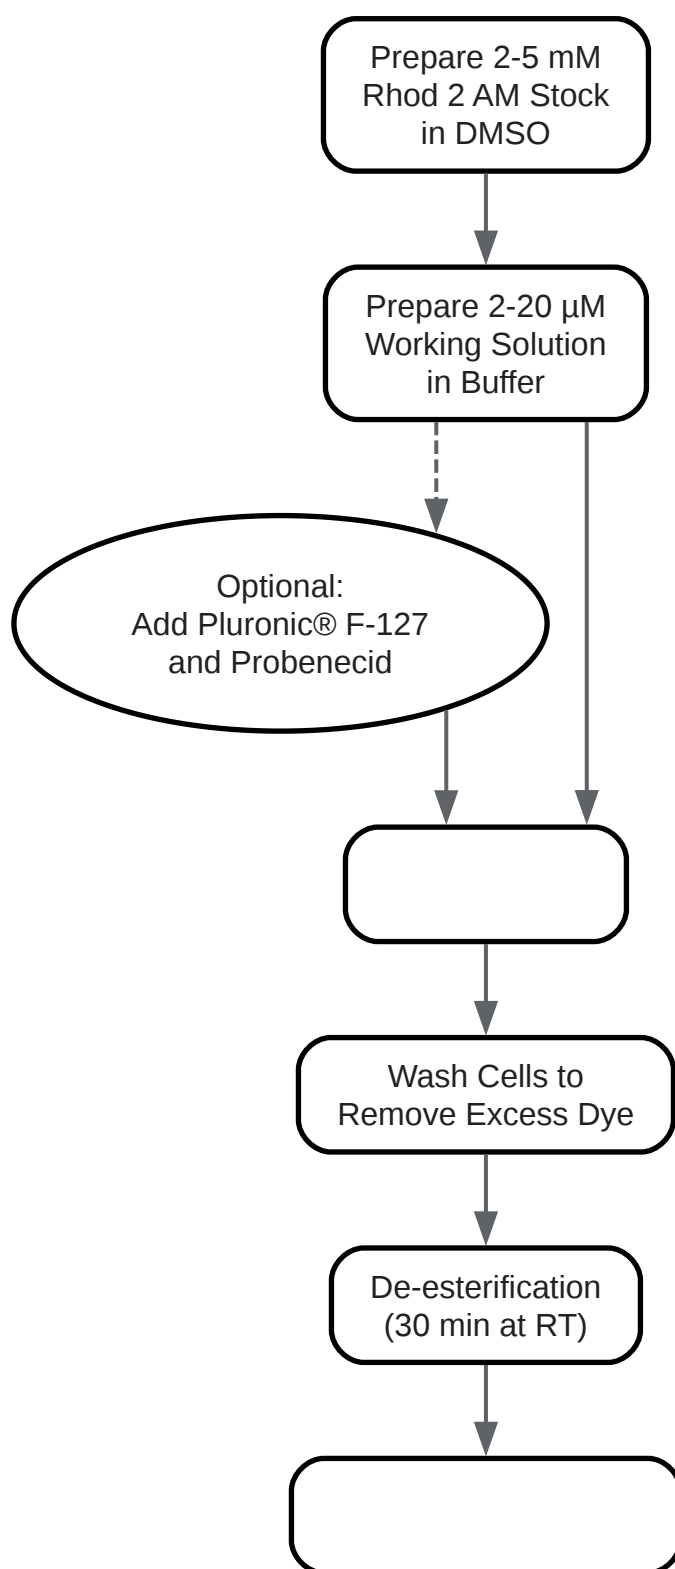 Prepare 2-5 mM
Rhod 2 AM Stock
in DMSO
Prepare 2-20 µM
Working Solution
in Buffer
Optional:
Add Pluronic® F-127
and Probenecid
Wash Cells to
Remove Excess Dye
De-esterification
(30 min at RT)